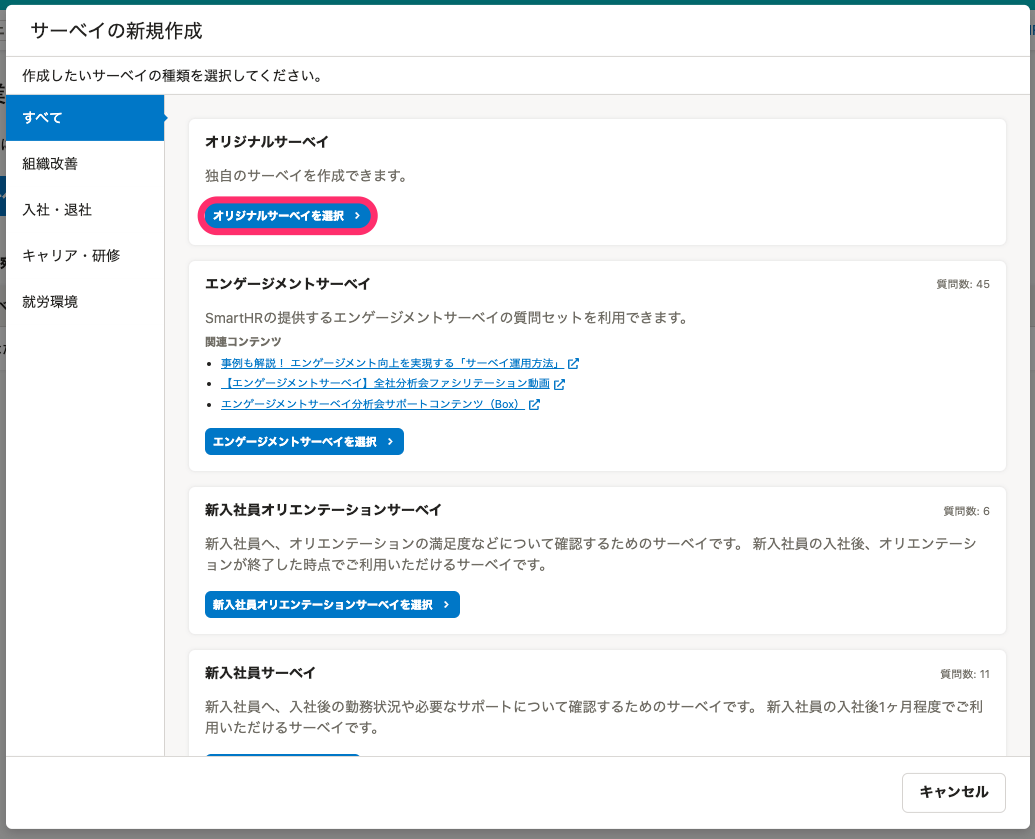 サーベイの新規作成
作成したいサーベイの種類を選択してください。
すべて
組織改善
入社・退社
キャリア・研修
就労環境
オリジナルサーベイ
独自のサーベイを作成できます。
オリジナルサーベイを選択
エンゲージメントサーベイ
質問数: 45
SmartHRの提供するエンゲージメントサーベイの質問セットを利用できます。
関連コンテンツ
事例も解説！ エンゲージメント向上を実現する「サーベイ運用方法」
【エンゲージメントサーベイ】全社分析会ファシリテーション動画
エンゲージメントサーベイ分析会サポートコンテンツ（Box）
エンゲージメントサーベイを選択
新入社員オリエンテーションサーベイ
質問数: 6
新入社員へ、オリエンテーションの満足度などについて確認するためのサーベイです。 新入社員の入社後、オリエンテーシ
ョンが終了した時点でご利用いただけるサーベイです。
新入社員オリエンテーションサーベイを選択
新入社員サーベイ
質問数: 11
新入社員へ、入社後の勤務状況や必要なサポートについて確認するためのサーベイです。 新入社員の入社後1ヶ月程度でご利
用いただけるサーベイです。
キャンセル